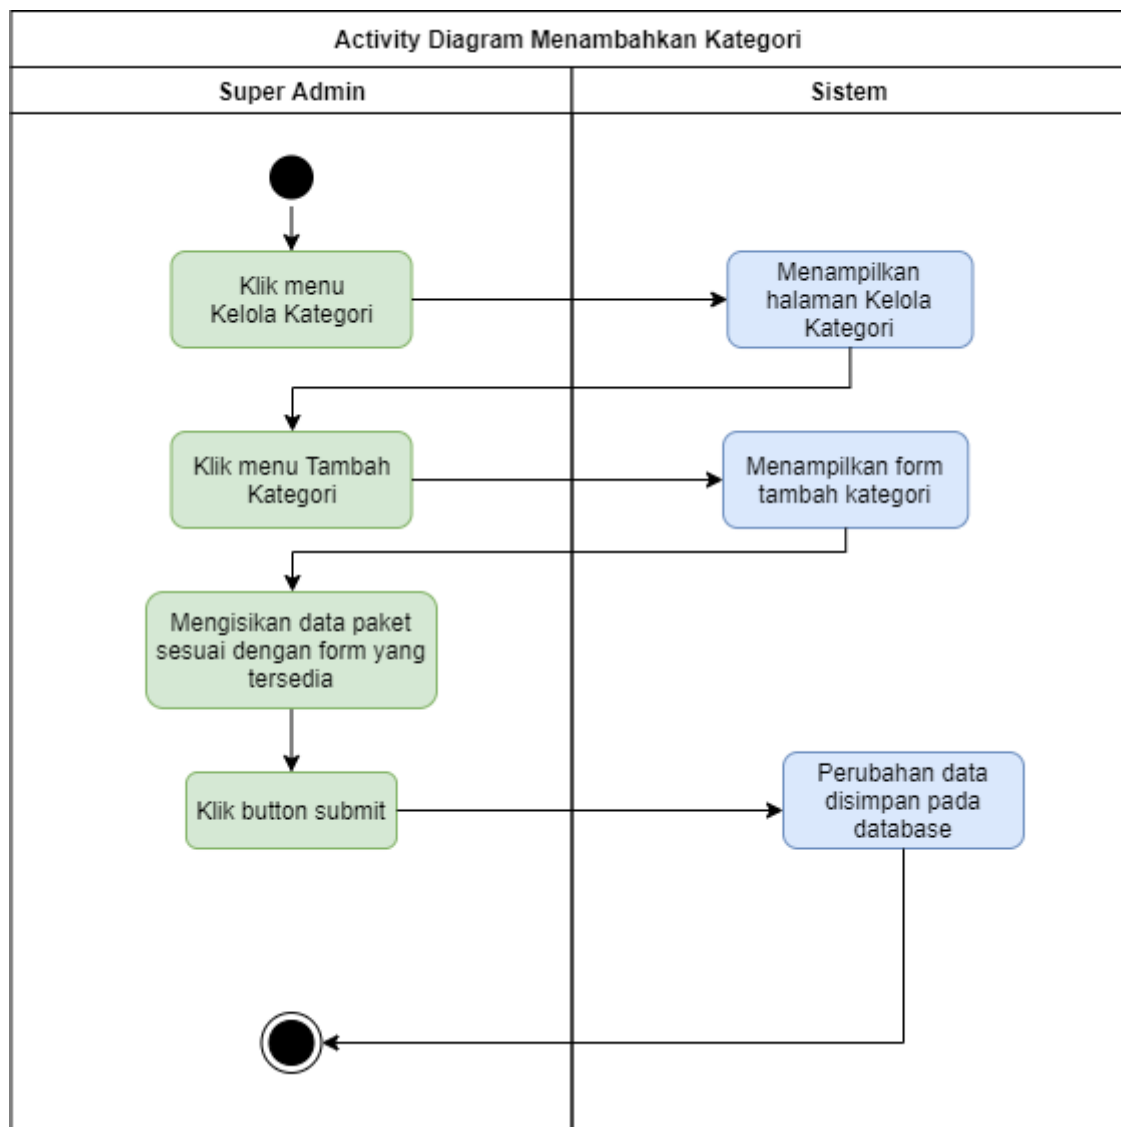 Activity Diagram Menambahkan Kategori
Super Admin
Sistem
Klik menu
Kelola Kategori
Menampilkan
halaman Kelola
Kategori
Klik menu Tambah
Kategori
Menampilkan form
tambah kategori
Mengisikan data paket
sesuai dengan form yang
tersedia
Klik button submit
Perubahan data
disimpan pada
database